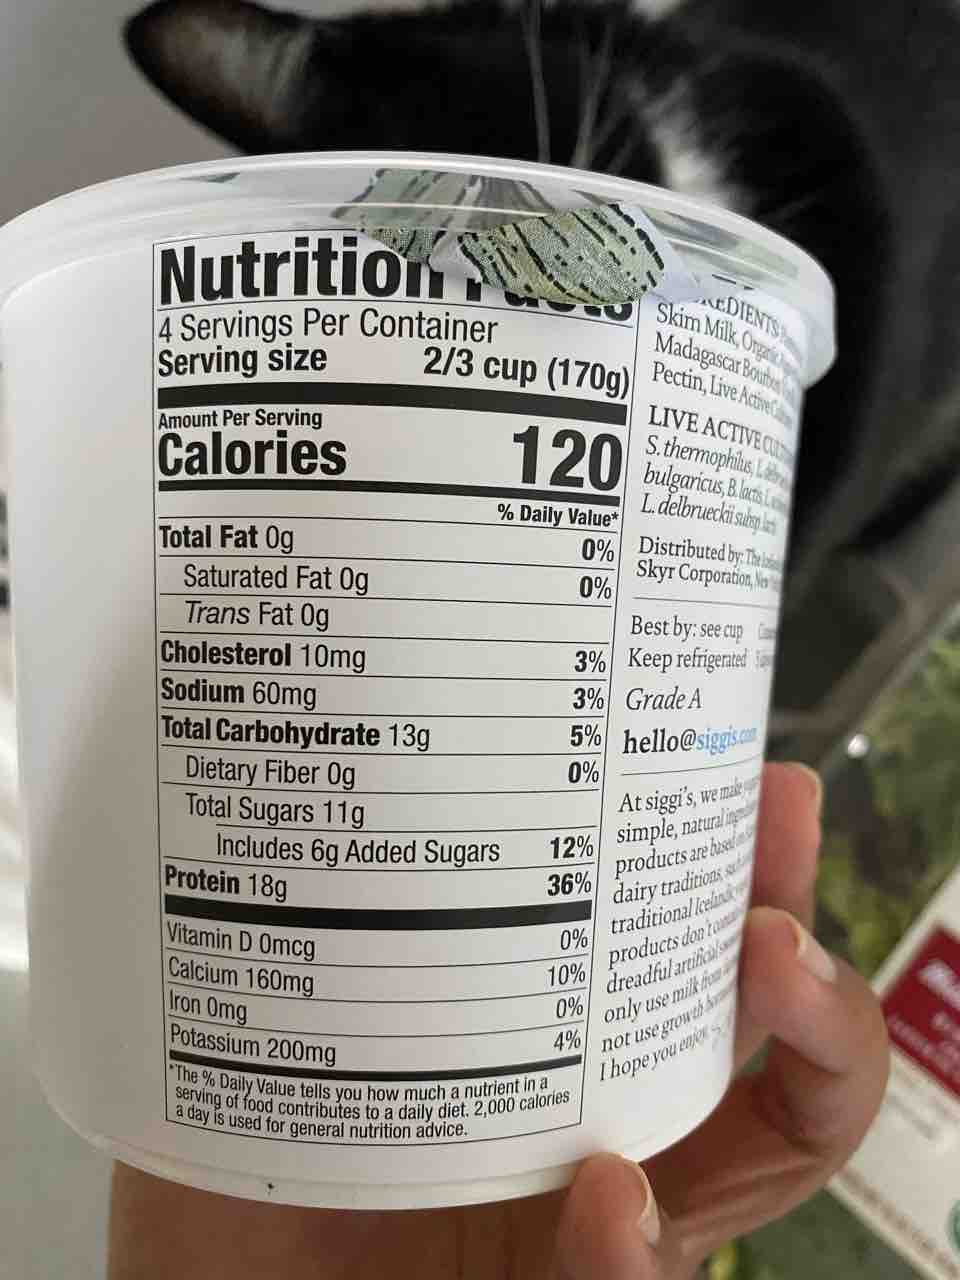 Nutrition Facts
4 Servings Per Container
Serving size 2/3 cup (170g)
Amount Per Serving
Calories 120
% Daily Value*
Total Fat 0g 0%
Saturated Fat 0g 0%
Trans Fat 0g
Cholesterol 10mg 3%
Sodium 60mg 3%
Total Carbohydrate 13g 5%
Dietary Fiber 0g 0%
Total Sugars 11g
Includes 6g Added Sugars 12%
Protein 18g 36%
Vitamin D 0mcg 0%
Calcium 160mg 10%
Iron 0mg 0%
Potassium 200mg 4%
*The % Daily Value tells you how much a nutrient in a
serving of food contributes to a daily diet. 2,000 calories
a day is used for general nutrition advice.
INGREDIENTS:
Skim Milk, Organic
Madagascar Bourbon
Pectin, Live Active
LIVE ACTIVE
S. thermophilus,
bulgaricus, B. lactis,
L. delbrueckii subsp. lactis
Distributed by: The
Skyr Corporation, New
Best by: see cup
Keep refrigerated
Grade A
hello@siggis.com
At siggi's, we make
simple, natural
products are based
dairy traditions,
traditional Icelandic
products don't
dreadful artificial
only use milk from
not use growth
I hope you enjoy,